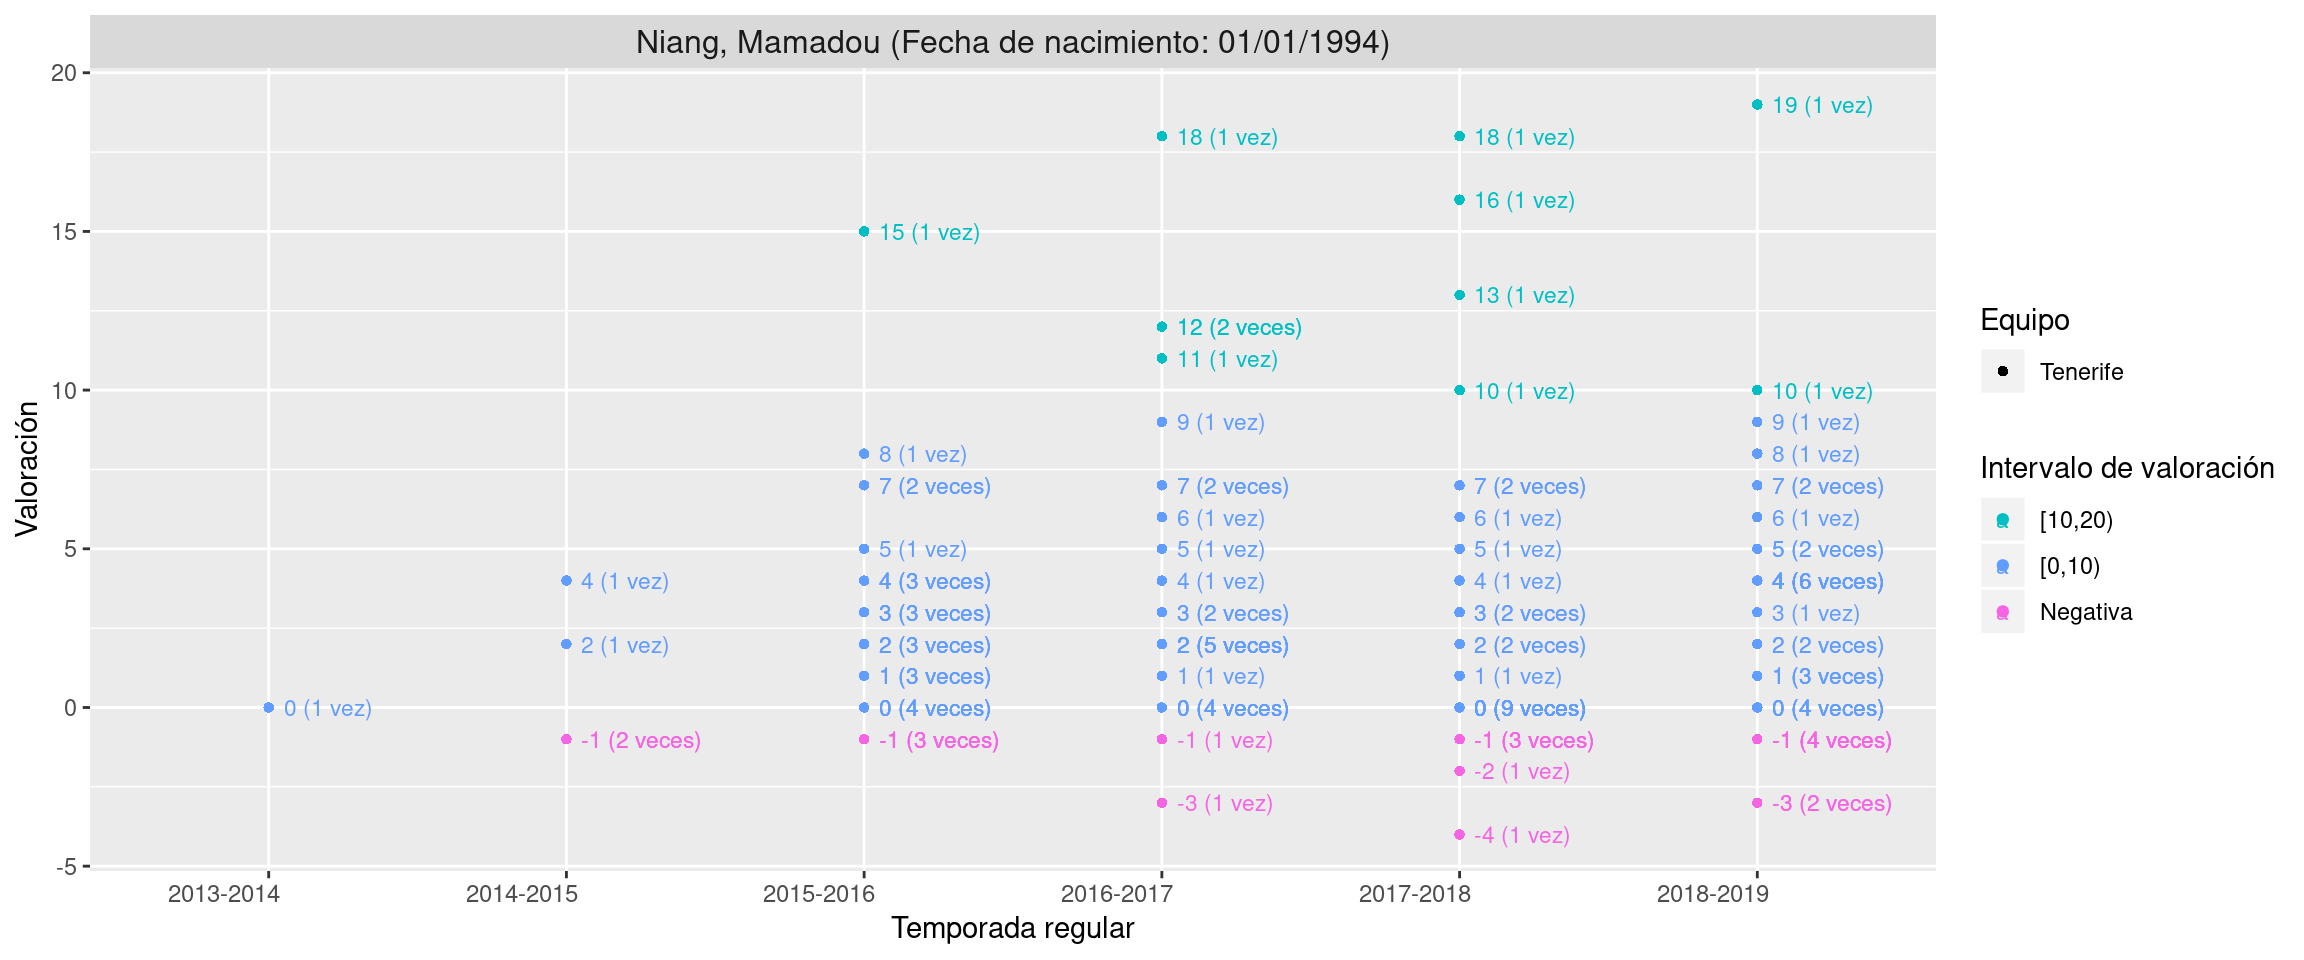 Niang, Mamadou (Fecha de nacimiento: 01/01/1994)
Valoración
20
15
10
5
0
-5
0 (1 vez)
4 (1 vez)
2 (1 vez)
-1 (2 veces)
15 (1 vez)
8 (1 vez)
7 (2 veces)
5 (1 vez)
4 (3 veces)
3 (3 veces)
2 (3 veces)
1 (3 veces)
0 (4 veces)
-1 (3 veces)
18 (1 vez)
12 (2 veces)
11 (1 vez)
9 (1 vez)
7 (2 veces)
6 (1 vez)
5 (1 vez)
4 (1 vez)
3 (2 veces)
2 (5 veces)
1 (1 vez)
0 (4 veces)
-1 (1 vez)
-3 (1 vez)
18 (1 vez)
16 (1 vez)
13 (1 vez)
10 (1 vez)
7 (2 veces)
6 (1 vez)
5 (1 vez)
4 (1 vez)
3 (2 veces)
2 (2 veces)
1 (1 vez)
0 (9 veces)
-1 (3 veces)
-2 (1 vez)
-4 (1 vez)
19 (1 vez)
10 (1 vez)
9 (1 vez)
8 (1 vez)
7 (2 veces)
6 (1 vez)
5 (2 veces)
4 (6 veces)
3 (1 vez)
2 (2 veces)
1 (3 veces)
0 (4 veces)
-1 (4 veces)
-3 (2 veces)
2013-2014 2014-2015 2015-2016 2016-2017 2017-2018 2018-2019
Temporada regular
Equipo
Tenerife
Intervalo de valoración
[10,20)
[0,10)
Negativa